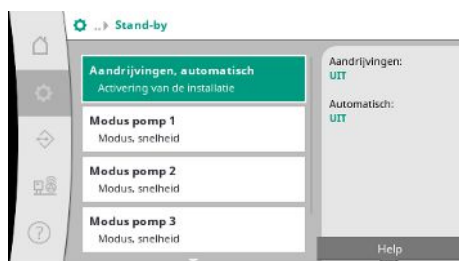 ..▸ Stand-by
Aandrijvingen, automatisch
Activering van de installatie
Modus pomp 1
Modus, snelheid
Modus pomp 2
Modus, snelheid
Modus pomp 3
Modus, snelheid
Aandrijvingen:
UIT
Automatisch:
UIT
Help